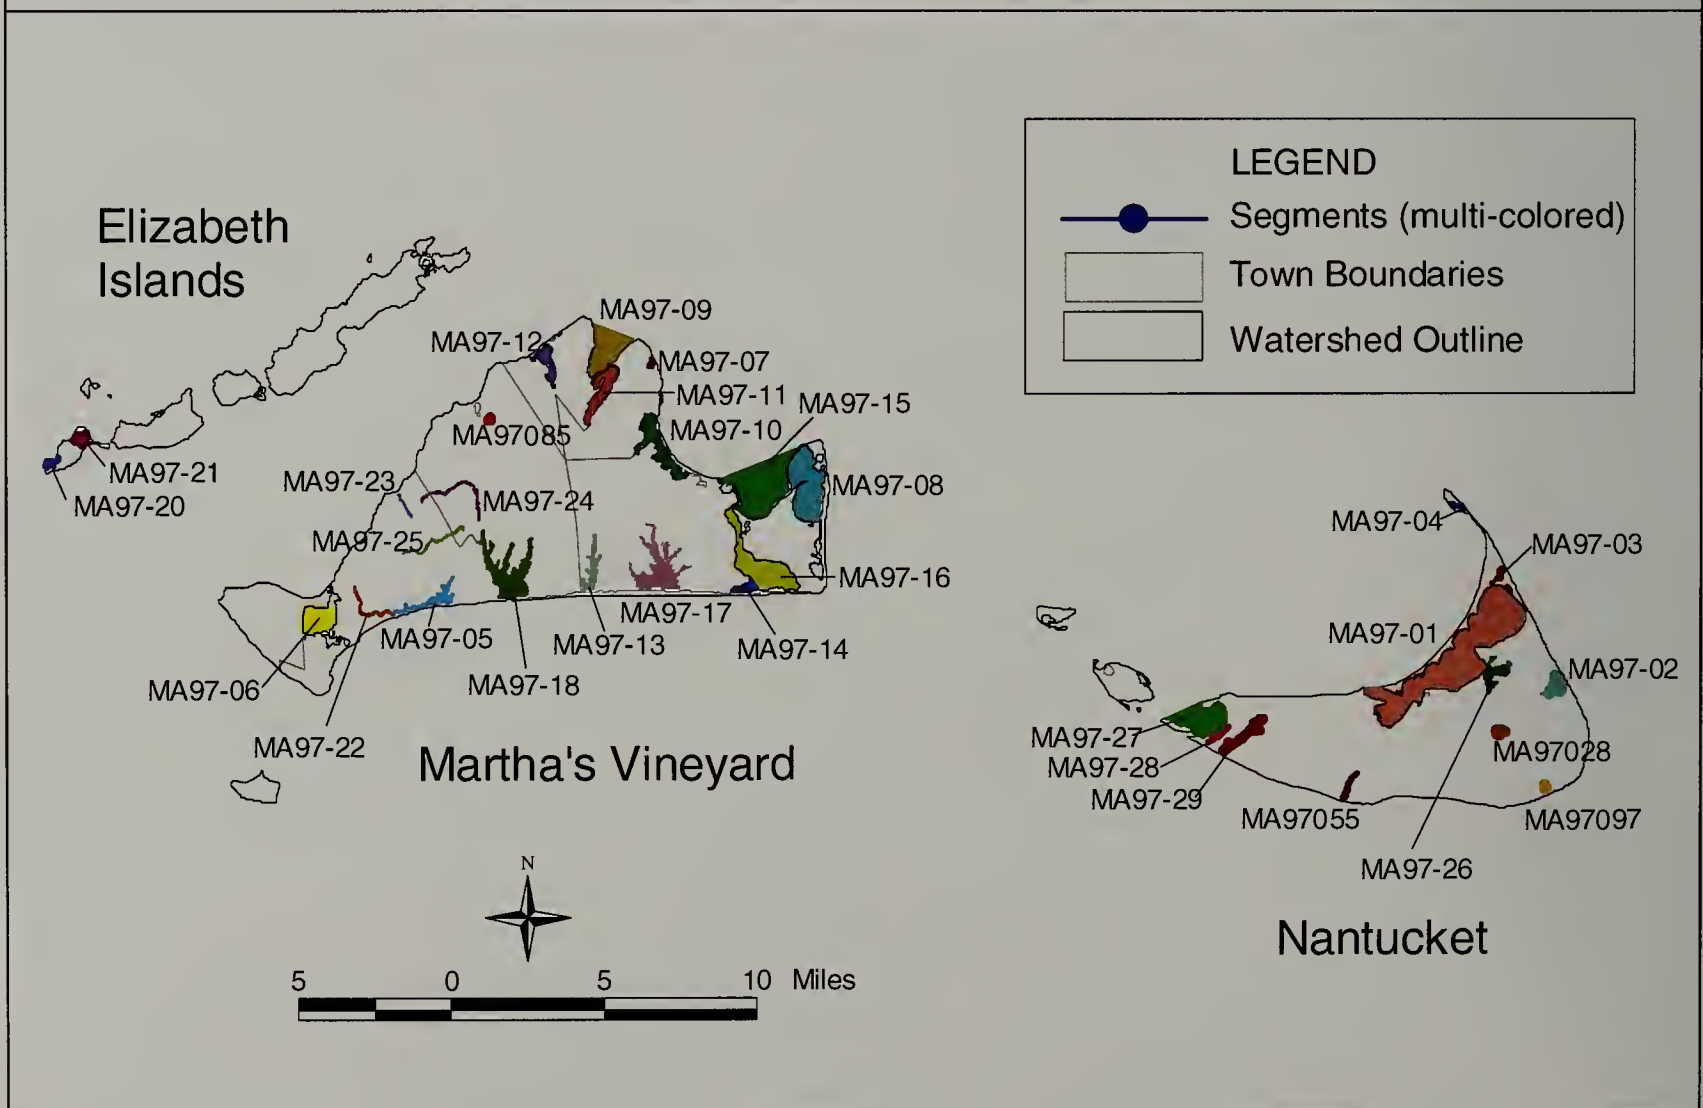 LEGEND
Segments (multi-colored)
Town Boundaries
Watershed Outline
Elizabeth
Islands
MA97-09
MA97-12
MA97-07
MA97-11
MA97-15
MA97085
MA97-10
MA97-21
MA97-20
MA97-23
MA97-24
MA97-08
MA97-25
MA97-16
MA97-05
MA97-17
MA97-13
MA97-14
MA97-18
MA97-06
MA97-22
Martha's Vineyard
MA97-04
MA97-03
MA97-01
MA97-02
MA97-27
MA97-28
MA97-29
MA97028
MA97055
MA97097
MA97-26
Nantucket
N
5 0 5 10 Miles